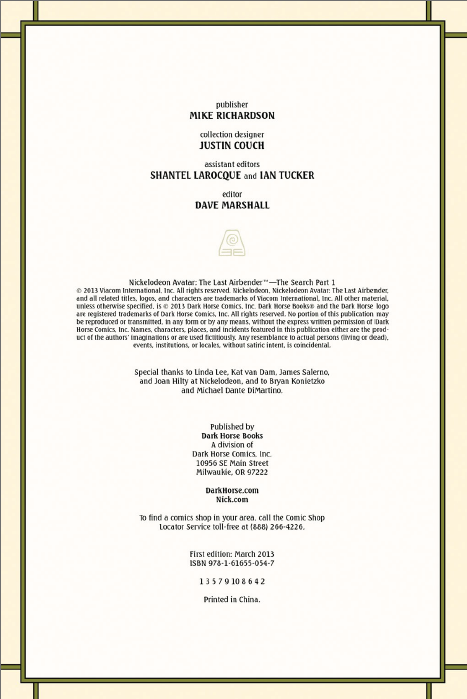 publisher
MIKE RICHARDSON
collection designer
JUSTIN COUCH
assistant editors
SHANTEL LAROCQUE and IAN TUCKER
editor
DAVE MARSHALL
Nickelodeon Avatar: The Last Airbender™—The Search Part 1
© 2013 Viacom International, Inc. All rights reserved. Nickelodeon, Nickelodeon Avatar: The Last Airbender,
and all related titles, logos, and characters are trademarks of Viacom International, Inc. All other material,
unless otherwise specified, is © 2013 Dark Horse Comics, Inc. Dark Horse Books® and the Dark Horse logo
are registered trademarks of Dark Horse Comics, Inc. All rights reserved. No portion of this publication may
be reproduced or transmitted, in any form or by any means, without the express written permission of Dark
Horse Comics, Inc. Names, characters, places, and incidents featured in this publication either are the prod-
uct of the authors' imaginations or are used fictitiously. Any resemblance to actual persons (living or dead),
events, institutions, or locales, without satiric intent, is coincidental.
Special thanks to Linda Lee, Kat van Dam, James Salerno,
and Joan Hilty at Nickelodeon, and to Bryan Konietzko
and Michael Dante DiMartino.
Published by
Dark Horse Books
A division of
Dark Horse Comics, Inc.
10956 SE Main Street
Milwaukie, OR 97222
DarkHorse.com
Nick.com
To find a comics shop in your area, call the Comic Shop
Locator Service toll-free at (888) 266-4226.
First edition: March 2013
ISBN 978-1-61655-054-7
1 3 5 7 9 10 8 6 4 2
Printed in China.